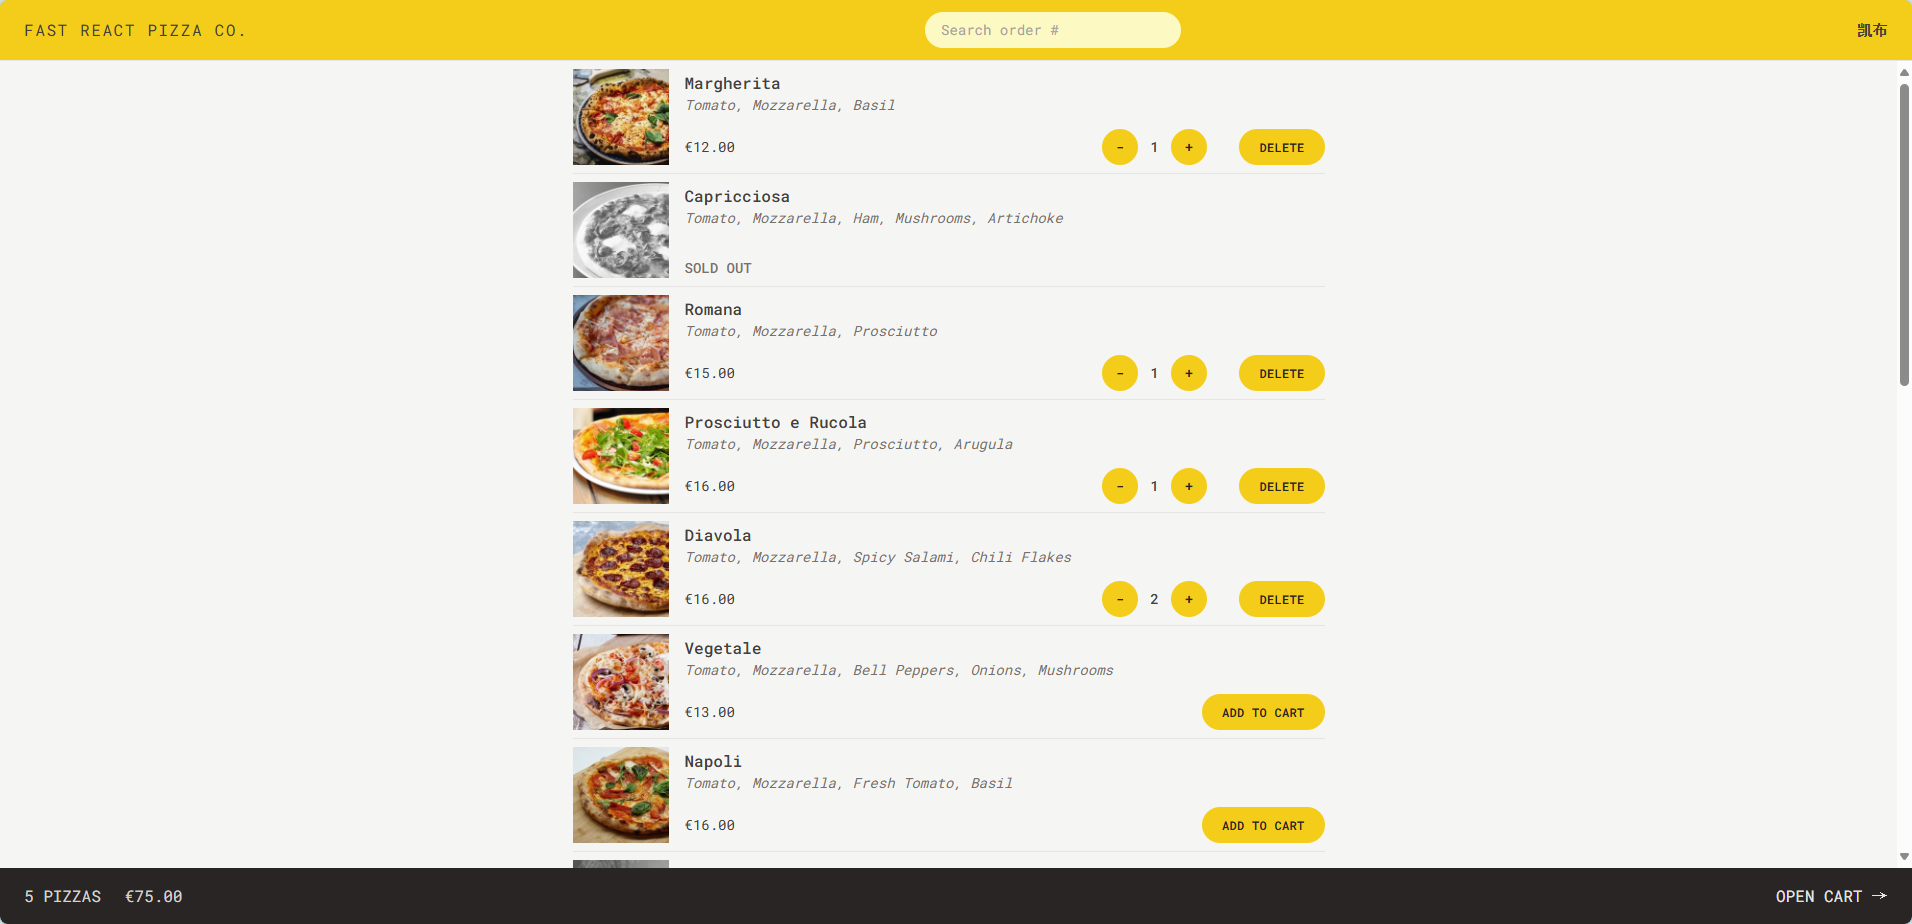 FAST REACT PIZZA CO.
Search order #
凯布
Margherita
Tomato, Mozzarella, Basil
€12.00
- 1 + DELETE
Capricciosa
Tomato, Mozzarella, Ham, Mushrooms, Artichoke
SOLD OUT
Romana
Tomato, Mozzarella, Prosciutto
€15.00
- 1 + DELETE
Prosciutto e Rucola
Tomato, Mozzarella, Prosciutto, Arugula
€16.00
- 1 + DELETE
Diavola
Tomato, Mozzarella, Spicy Salami, Chili Flakes
€16.00
- 2 + DELETE
Vegetale
Tomato, Mozzarella, Bell Peppers, Onions, Mushrooms
€13.00
ADD TO CART
Napoli
Tomato, Mozzarella, Fresh Tomato, Basil
€16.00
ADD TO CART
5 PIZZAS €75.00
OPEN CART →